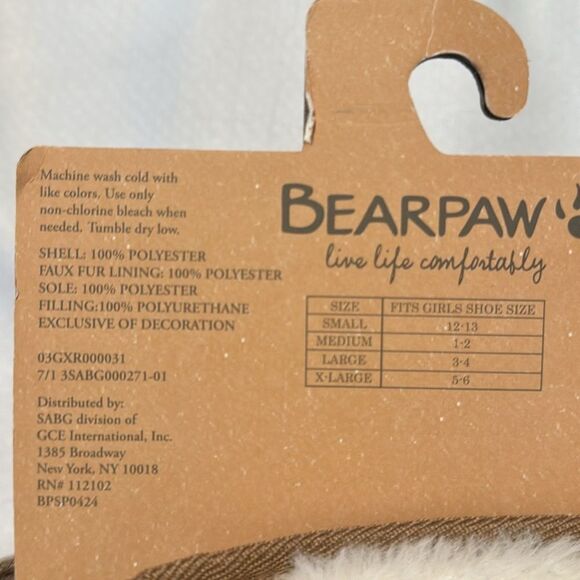 Machine wash cold with
like colors. Use only
non-chlorine bleach when
needed. Tumble dry low.
SHELL: 100% POLYESTER
FAUX FUR LINING: 100% POLYESTER
SOLE: 100% POLYESTER
FILLING:100% POLYURETHANE
EXCLUSIVE OF DECORATION
03GXR000031
7/1 3SABG000271-01
Distributed by:
SABG division of
GCE International, Inc.
1385 Broadway
New York, NY 10018
RN# 112102
BPSP0424
BEARPAW
live life comfortably
SIZE FITS GIRLS SHOE SIZE
SMALL 12-13
MEDIUM 1-2
LARGE 3-4
X-LARGE 5-6